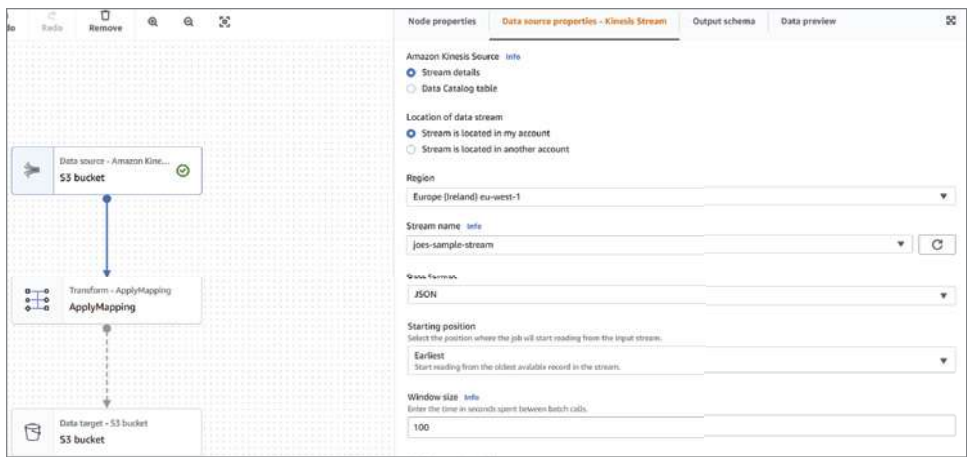 do
Redo
Remove
Data source - Amazon Kine...
S3 bucket
Transform - ApplyMapping
ApplyMapping
Data target - S3 bucket
S3 bucket
Node properties
Data source properties - Kinesis Stream
Output schema
Data preview
Amazon Kinesis Source Info
Stream details
Data Catalog table
Location of data stream
Stream is located in my account
Stream is located in another account
Region
Europe (Ireland) eu-west-1
Stream name Info
joes-sample-stream
JSON
Starting position
Select the position where the job will start reading from the input stream.
Earliest
Start reading from the oldest available record in the stream.
Window size Info
Enter the time in seconds spent between batch calls.
100